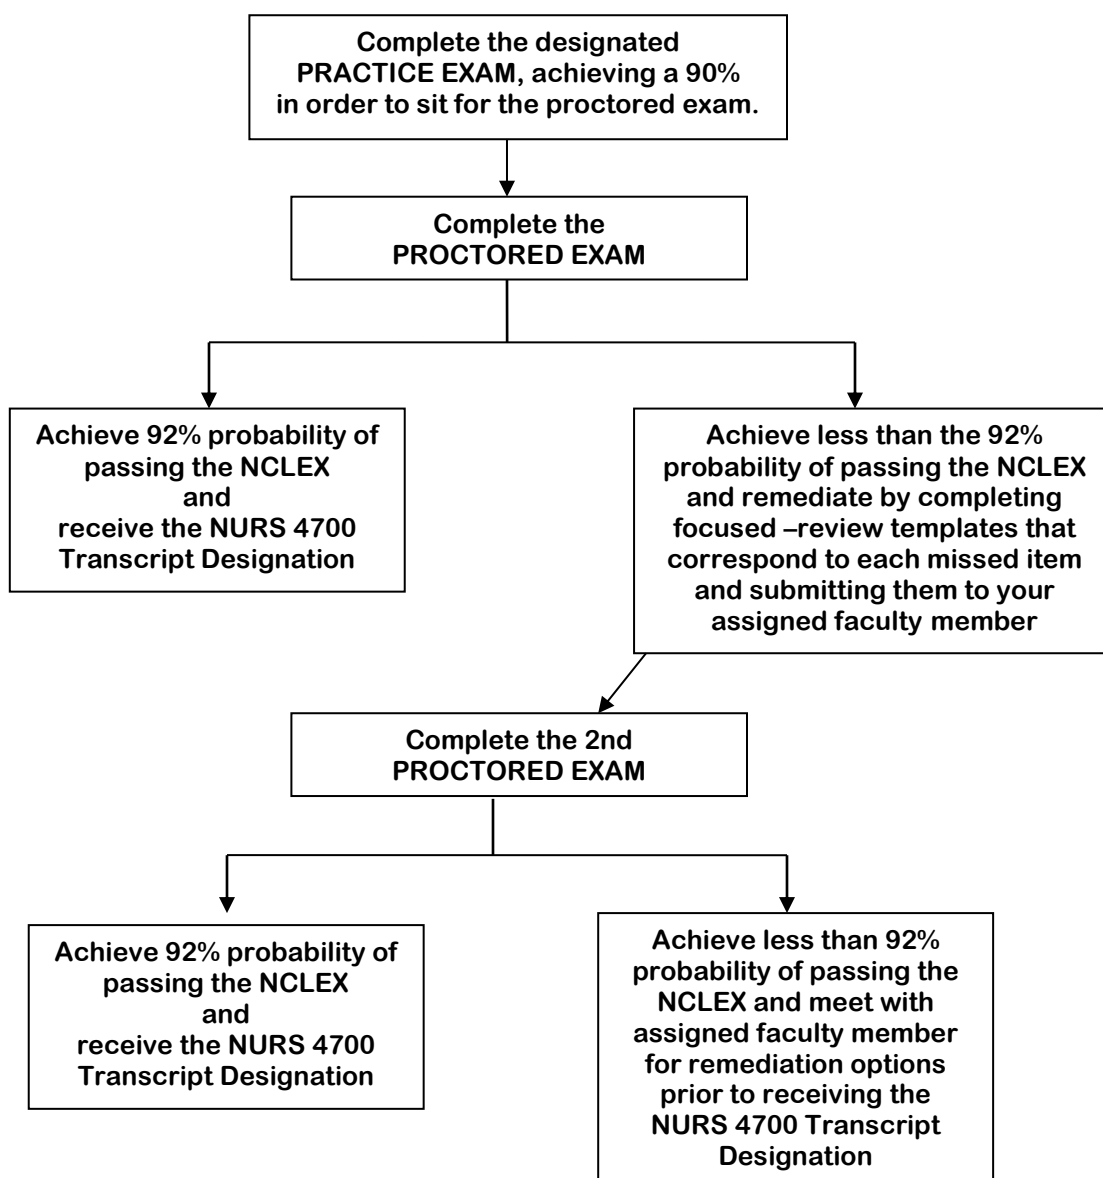 Complete the designated
PRACTICE EXAM, achieving a 90%
in order to sit for the proctored exam.
Complete the
PROCTORED EXAM
Achieve 92% probability of
passing the NCLEX
and
receive the NURS 4700
Transcript Designation
Achieve less than the 92%
probability of passing the NCLEX
and remediate by completing
focused –review templates that
correspond to each missed item
and submitting them to your
assigned faculty member
Complete the 2nd
PROCTORED EXAM
Achieve 92% probability of
passing the NCLEX
and
receive the NURS 4700
Transcript Designation
Achieve less than 92%
probability of passing the
NCLEX and meet with
assigned faculty member
for remediation options
prior to receiving the
NURS 4700 Transcript
Designation